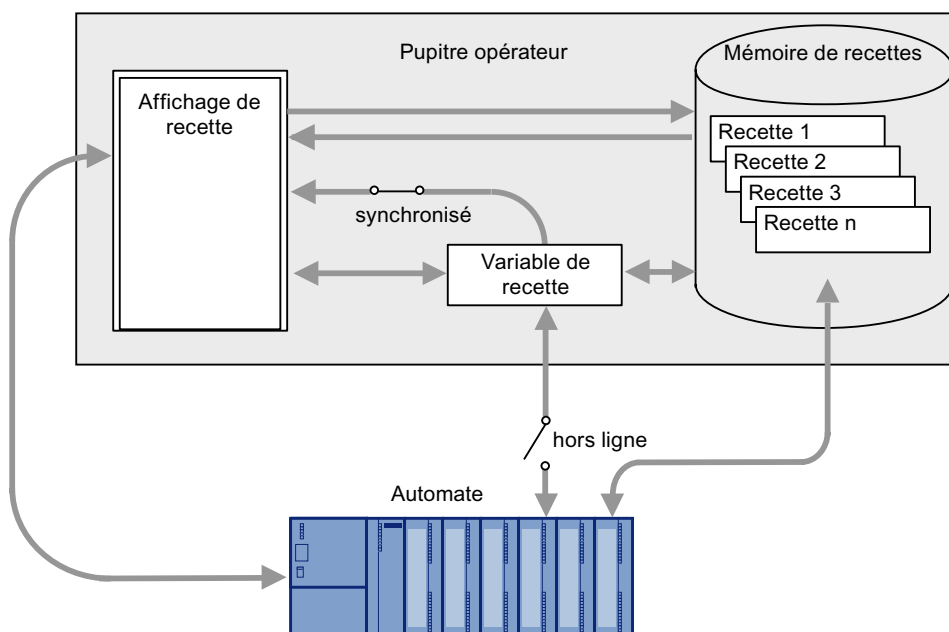 Pupitre opérateur
Mémoire de recettes
Affichage de
recette
Recette 1
Recette 2
Recette 3
Recette n
synchronisé
Variable de
recette
hors ligne
Automate